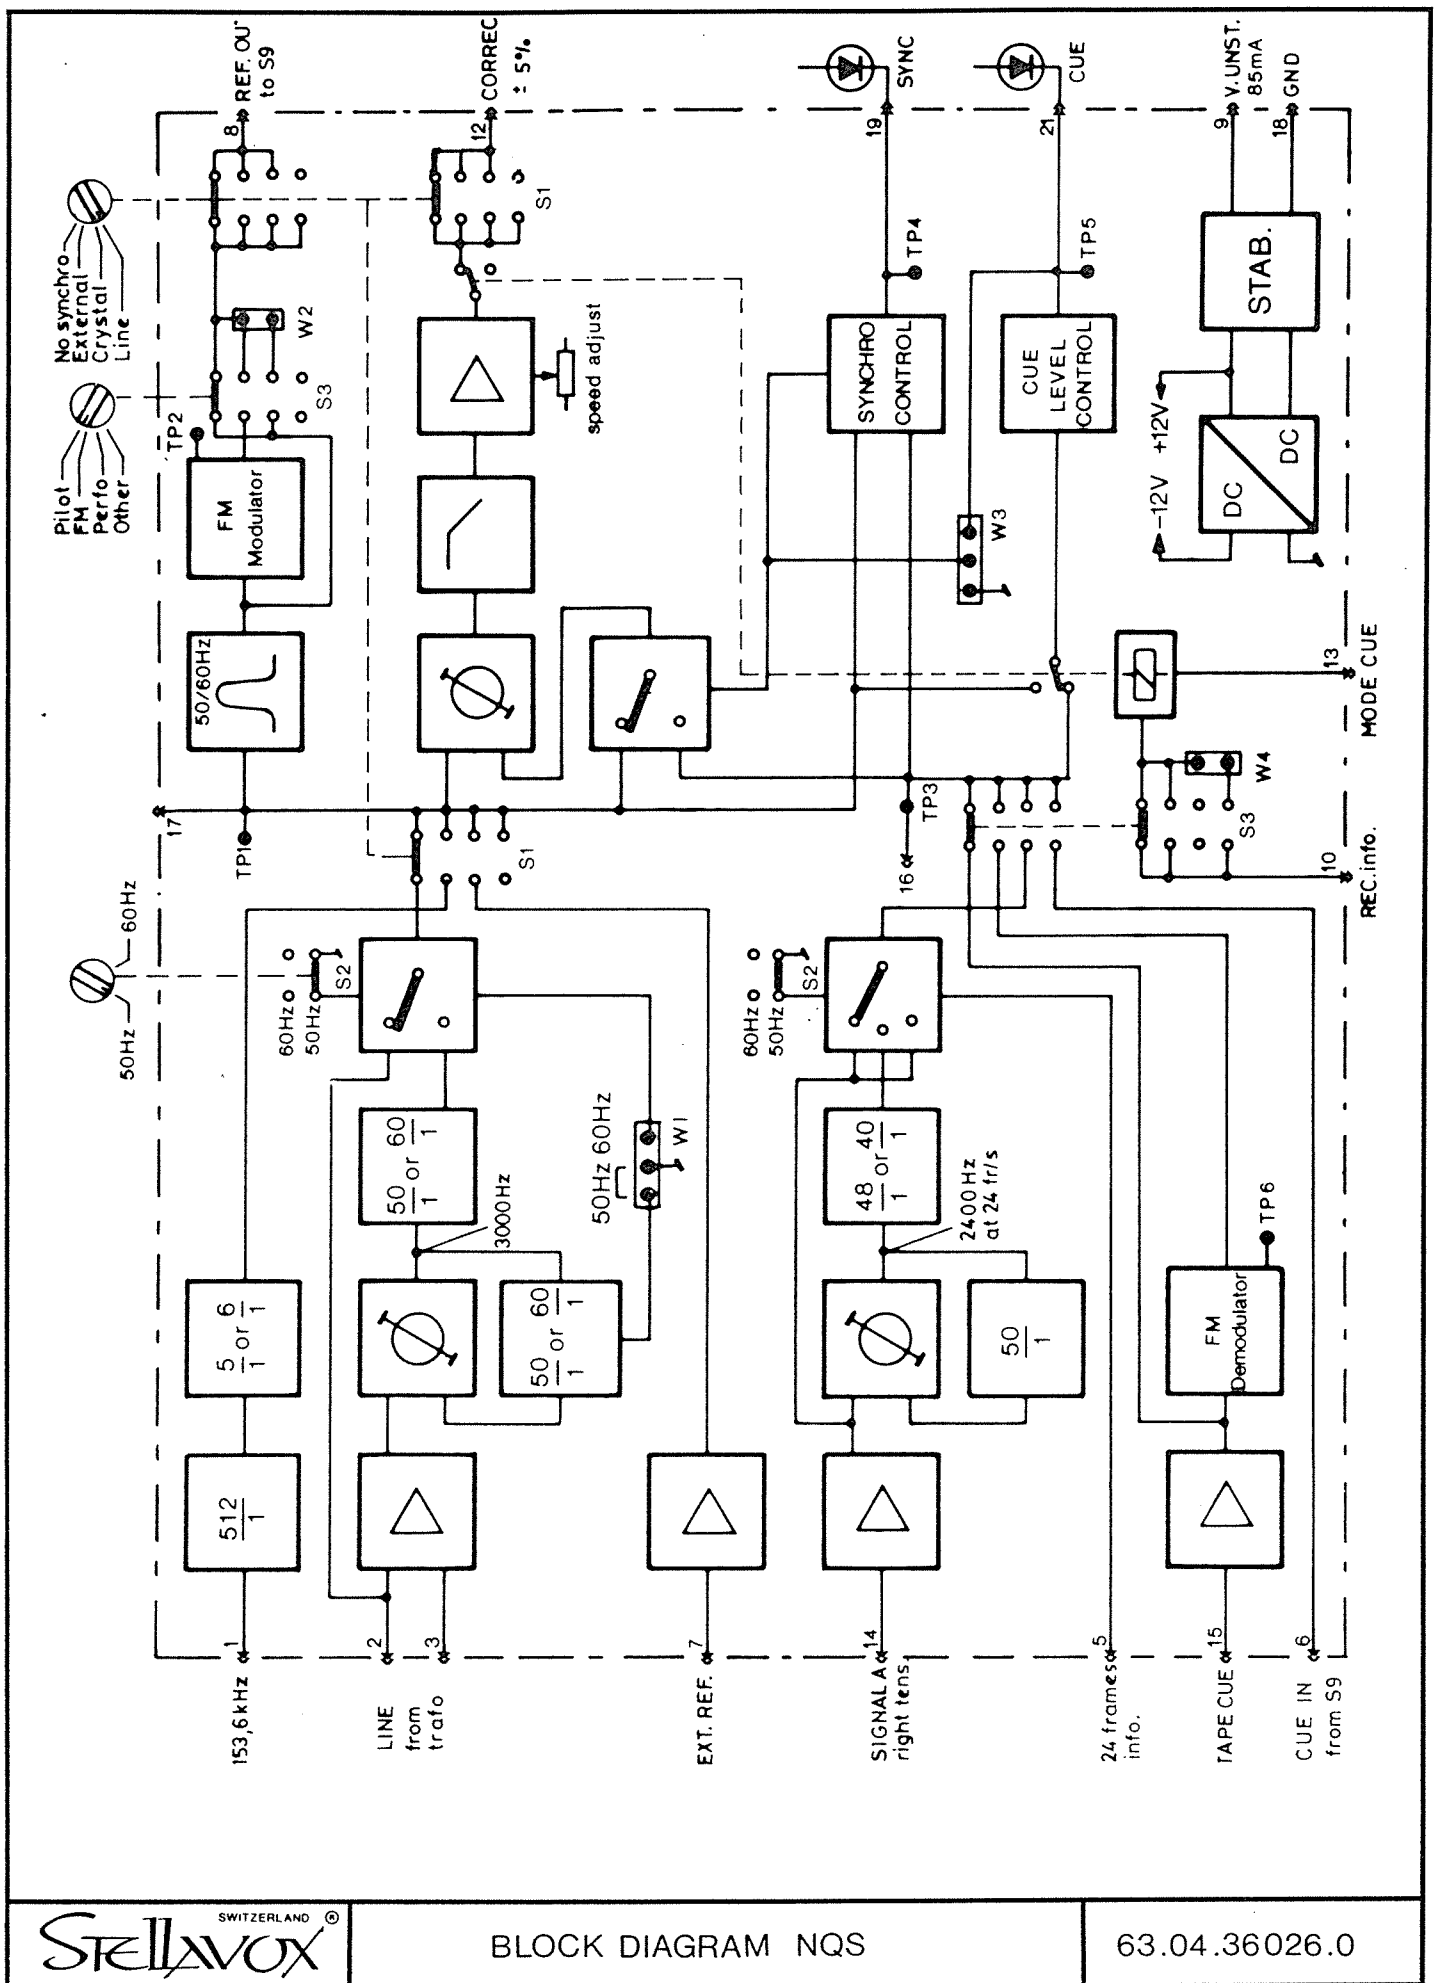 No synchro
External
Crystal
Line
Pilot
FM
Perfo
Other
50Hz
60Hz
8
REF. OU
to S9
12
CORREC
± 5%
19
SYNC
21
CUE
9
V. UNST.
85mA
18
GND
S1
W2
S3
TP2
FM
Modulator
50/60Hz
speed adjust
TP4
SYNCHRO
CONTROL
TP5
CUE
LEVEL
CONTROL
STAB.
-12V +12V
DC
DC
W3
17
TP1
S1
16
TP3
13
MODE CUE
W4
S3
10
REC. info.
60Hz
50Hz
S2
60Hz
50Hz
S2
5/1 or 6/1
512/1
50/1 or 60/1
3000Hz
50/1 or 60/1
50Hz 60Hz
W1
48/1 or 40/1
2400Hz
at 24 fr/s
50/1
FM
Demodulator
TP6
1
153,6 kHz
2
3
LINE
from
trafo
7
EXT. REF.
14
SIGNAL A
right tens.
5
24 frames
info.
15
TAPE CUE
6
CUE IN
from S9
STELLAVOX
SWITZERLAND ®
BLOCK DIAGRAM NQS
63.04.36026.0